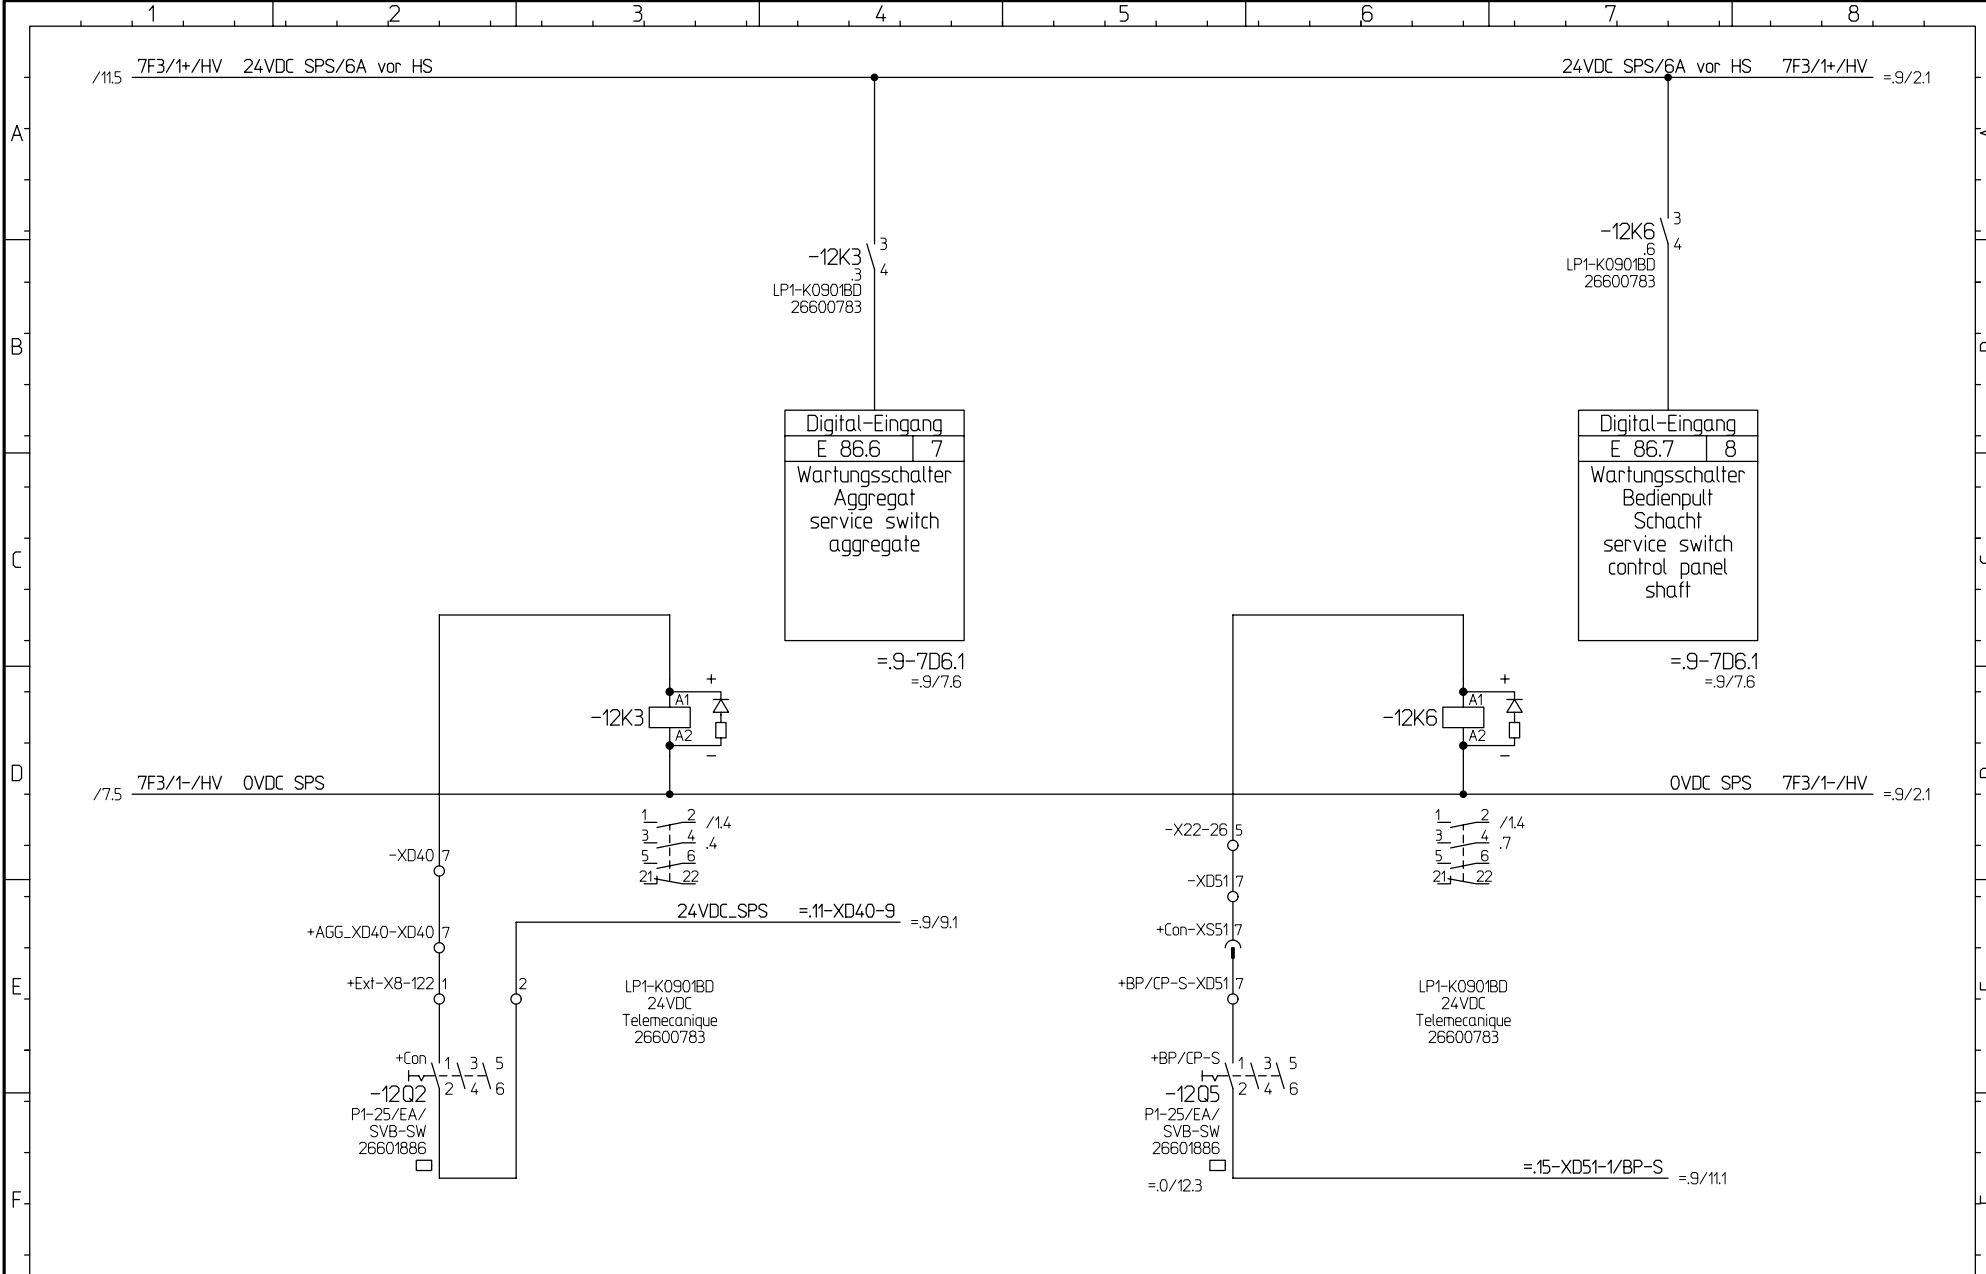 1 2 3 4 5 6 7 8
/11.5 7F3/1+/HV 24VDC SPS/6A vor HS
24VDC SPS/6A vor HS 7F3/1+/HV =.9/2.1
A
-12K3 3
.3 4
LP1-K0901BD
26600783
-12K6 3
.6 4
LP1-K0901BD
26600783
B
Digital-Eingang
E 86.6 7
Wartungsschalter
Aggregat
service switch
aggregate
=.9-7D6.1
=.9/7.6
Digital-Eingang
E 86.7 8
Wartungsschalter
Bedienpult
Schacht
service switch
control panel
shaft
=.9-7D6.1
=.9/7.6
C
-12K3 A1 +
A2 -
-12K6 A1 +
A2 -
D
/7.5 7F3/1-/HV 0VDC SPS
0VDC SPS 7F3/1-/HV =.9/2.1
1 2 /1.4
3 4 .4
5 6
21 22
1 2 /1.4
3 4 .7
5 6
21 22
-XD40 7
-X22-26 5
-XD51 7
24VDC_SPS =.11-XD40-9 =.9/9.1
+AGG_XD40-XD40 7
+Con-XS51 7
E
+Ext-X8-122 1 2
+BP/CP-S-XD51 7
LP1-K0901BD
24VDC
Telemecanique
26600783
LP1-K0901BD
24VDC
Telemecanique
26600783
+Con 1 3 5
-12Q2 2 4 6
P1-25/EA/
SVB-SW
26601886
+BP/CP-S 1 3 5
-12Q5 2 4 6
P1-25/EA/
SVB-SW
26601886
=.0/12.3
=.15-XD51-1/BP-S =.9/11.1
F